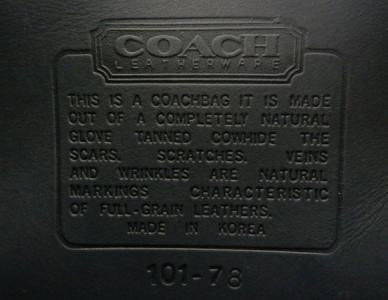 COACH
LEATHERWARE
THIS IS A COACHBAG IT IS MADE
OUT OF A COMPLETELY NATURAL
GLOVE TANNED COWHIDE THE
SCARS. SCRATCHES. VEINS
AND WRINKLES ARE NATURAL
MARKINGS CHARACTERISTIC
OF FULL-GRAIN LEATHERS.
MADE IN KOREA
101-78